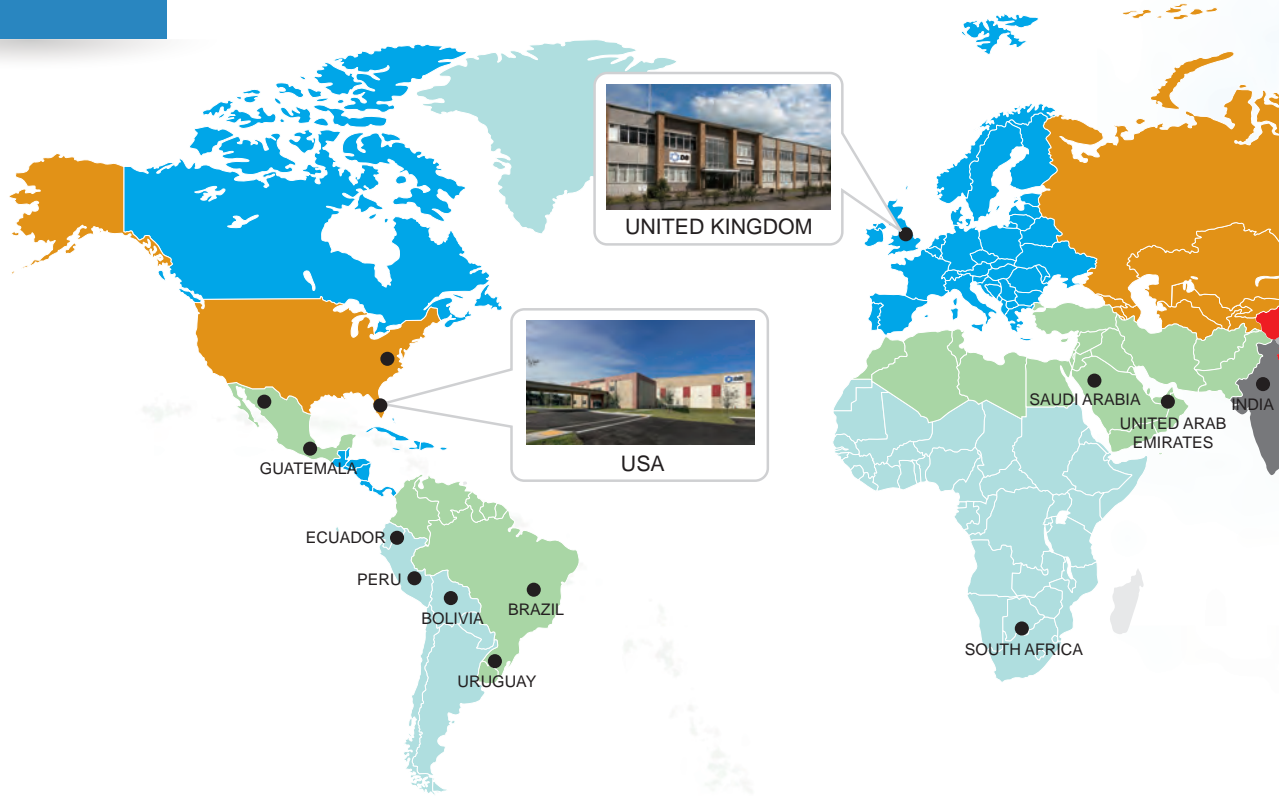 UNITED KINGDOM
USA
GUATEMALA
ECUADOR
PERU
BOLIVIA
BRAZIL
URUGUAY
SAUDI ARABIA
UNITED ARAB
EMIRATES
INDIA
SOUTH AFRICA